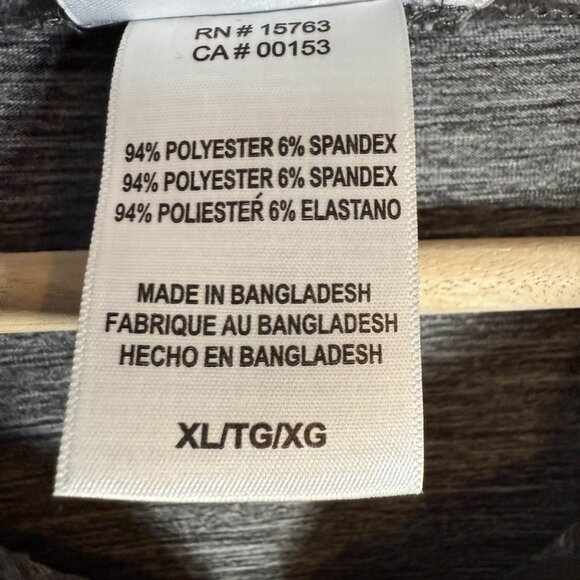 RN # 15763
CA # 00153
94% POLYESTER 6% SPANDEX
94% POLYESTER 6% SPANDEX
94% POLIESTER 6% ELASTANO
MADE IN BANGLADESH
FABRIQUE AU BANGLADESH
HECHO EN BANGLADESH
XL/TG/XG